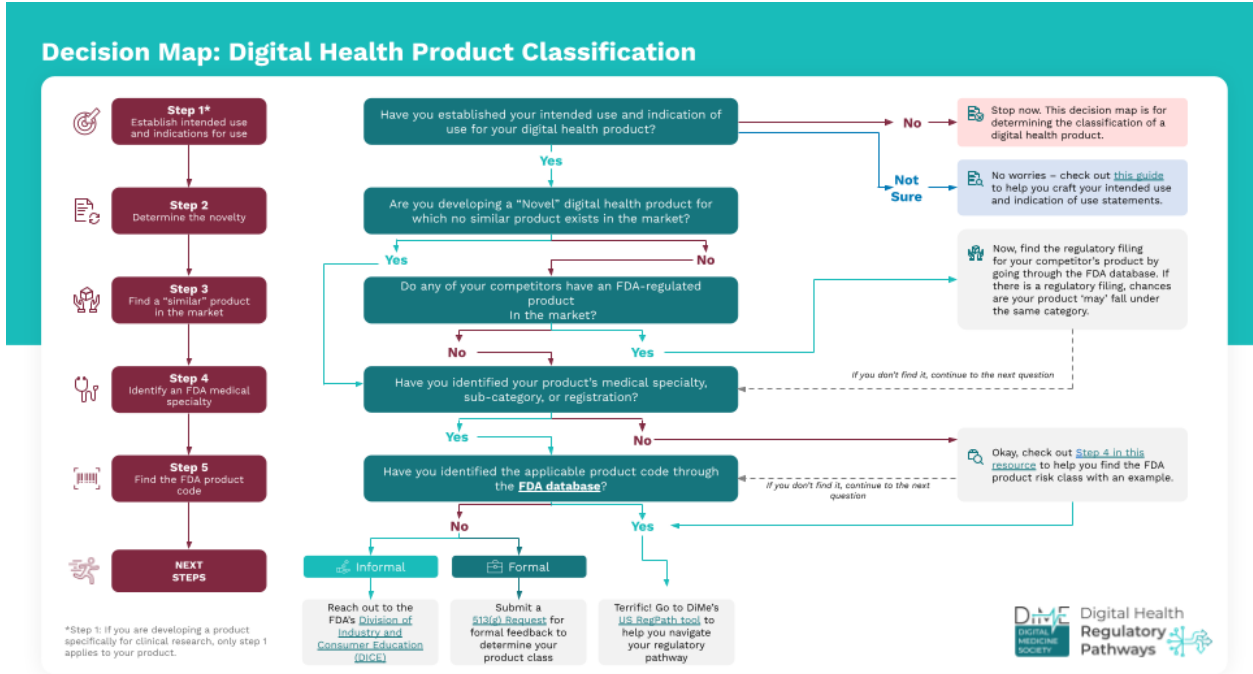 Decision Map: Digital Health Product Classification
Step 1*
Establish intended use
and indications for use
Step 2
Determine the novelty
Step 3
Find a “similar” product
in the market
Step 4
Identify an FDA medical
specialty
Step 5
Find the FDA product
code
NEXT
STEPS
*Step 1: If you are developing a product
specifically for clinical research, only step 1
applies to your product.
Have you established your intended use and indication of
use for your digital health product?
No
Stop now. This decision map is for
determining the classification of a
digital health product.
Not
Sure
No worries – check out this guide
to help you craft your intended use
and indication of use statements.
Yes
Are you developing a “Novel” digital health product for
which no similar product exists in the market?
Yes
No
Do any of your competitors have an FDA-regulated
product
In the market?
No
Yes
Now, find the regulatory filing
for your competitor’s product by
going through the FDA database. If
there is a regulatory filing, chances
are your product ‘may’ fall under
the same category.
If you don’t find it, continue to the next question
Have you identified your product’s medical specialty,
sub-category, or registration?
Yes
No
Okay, check out Step 4 in this
resource to help you find the FDA
product risk class with an example.
If you don’t find it, continue to the next
question
Have you identified the applicable product code through
the FDA database?
No
Yes
Informal
Formal
Reach out to the
FDA’s Division of
Industry and
Consumer Education
(DICE)
Submit a
513(g) Request for
formal feedback to
determine your
product class
Terrific! Go to DiMe’s
US RegPath tool to
help you navigate
your regulatory
pathway
DiME
DIGITAL
MEDICINE
SOCIETY
Digital Health
Regulatory
Pathways